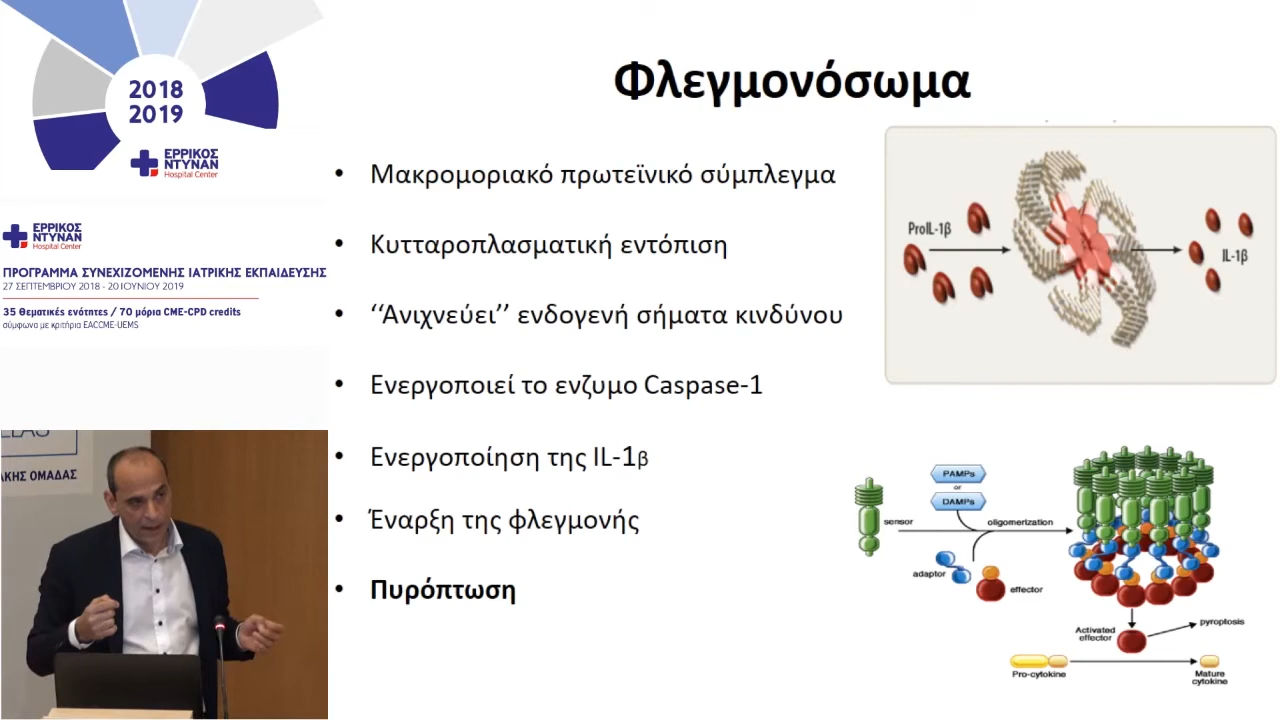 2018
2019
ΕΡΡΙΚΟΣ
ΝΤΥΝΑΝ
Hospital Center
ΕΡΡΙΚΟΣ
ΝΤΥΝΑΝ
Hospital Center
ΠΡΟΓΡΑΜΜΑ ΣΥΝΕΧΙΖΟΜΕΝΗΣ ΙΑΤΡΙΚΗΣ ΕΚΠΑΙΔΕΥΣΗΣ
27 ΣΕΠΤΕΜΒΡΙΟΥ 2018 - 20 ΙΟΥΝΙΟΥ 2019
35 Θεματικές ενότητες / 70 μόρια CME-CPD credits
σύμφωνα με κριτήρια EACCME-UEMS
ΑΚΗΣ ΟΜΑΔΑΣ
Φλεγμονόσωμα
• Μακρομοριακό πρωτεϊνικό σύμπλεγμα
• Κυτταροπλασματική εντόπιση
• ‘‘Ανιχνεύει’’ ενδογενή σήματα κινδύνου
• Ενεργοποιεί το ενζυμο Caspase-1
• Ενεργοποίηση της IL-1β
• Έναρξη της φλεγμονής
• Πυρόπτωση
ProIL-1β
IL-1β
PAMPs
or
DAMPs
sensor
oligomerization
adaptor
effector
Activated
effector
pyroptosis
Pro-cytokine
Mature
cytokine